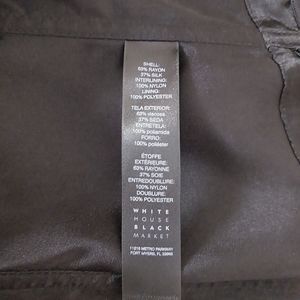 SHELL:
63% RAYON
37% SILK
INTERLINING:
100% NYLON
LINING:
100% POLYESTER
TELA EXTERIOR:
63% viscosa
37% SEDA
ENTRETELA:
100% poliamida
FORRO:
100% poliéster
ÉTOFFE
EXTÉRIEURE:
63% RAYONNE
37% SOIE
ENTREDOUBLURE:
100% NYLON
DOUBLURE:
100% POLYESTER
WHITE
HOUSE
BLACK
MARKET
11215 METRO PARKWAY
FORT MYERS, FL 33966